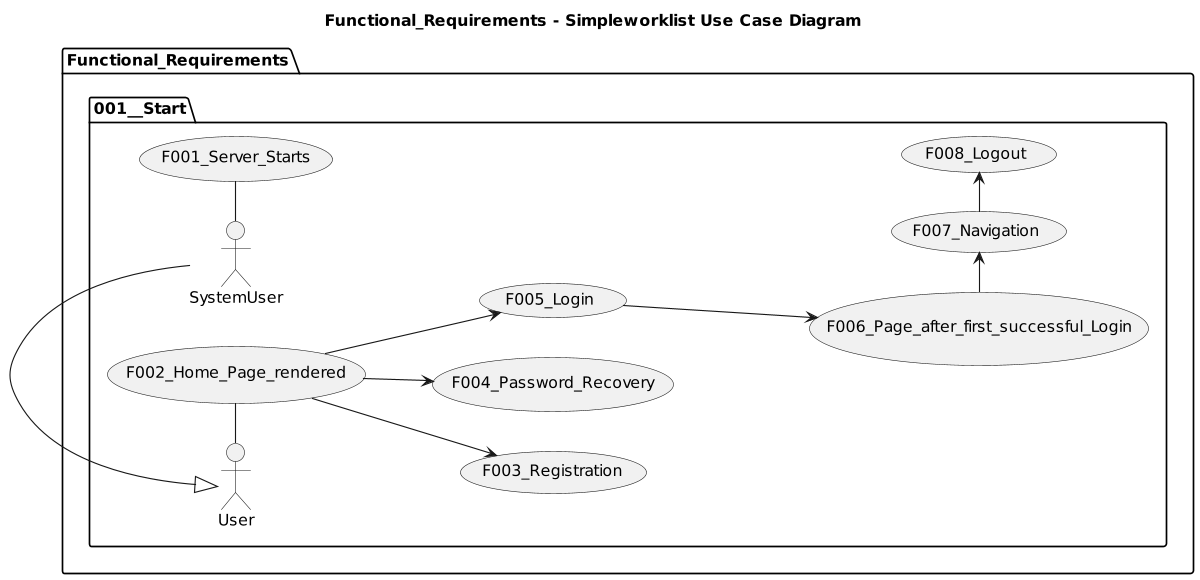 Functional_Requirements - Simpleworklist Use Case Diagram
Functional_Requirements
001__Start
F001_Server_Starts
F008_Logout
F007_Navigation
SystemUser
F005_Login
F006_Page_after_first_successful_Login
F002_Home_Page_rendered
F004_Password_Recovery
F003_Registration
User